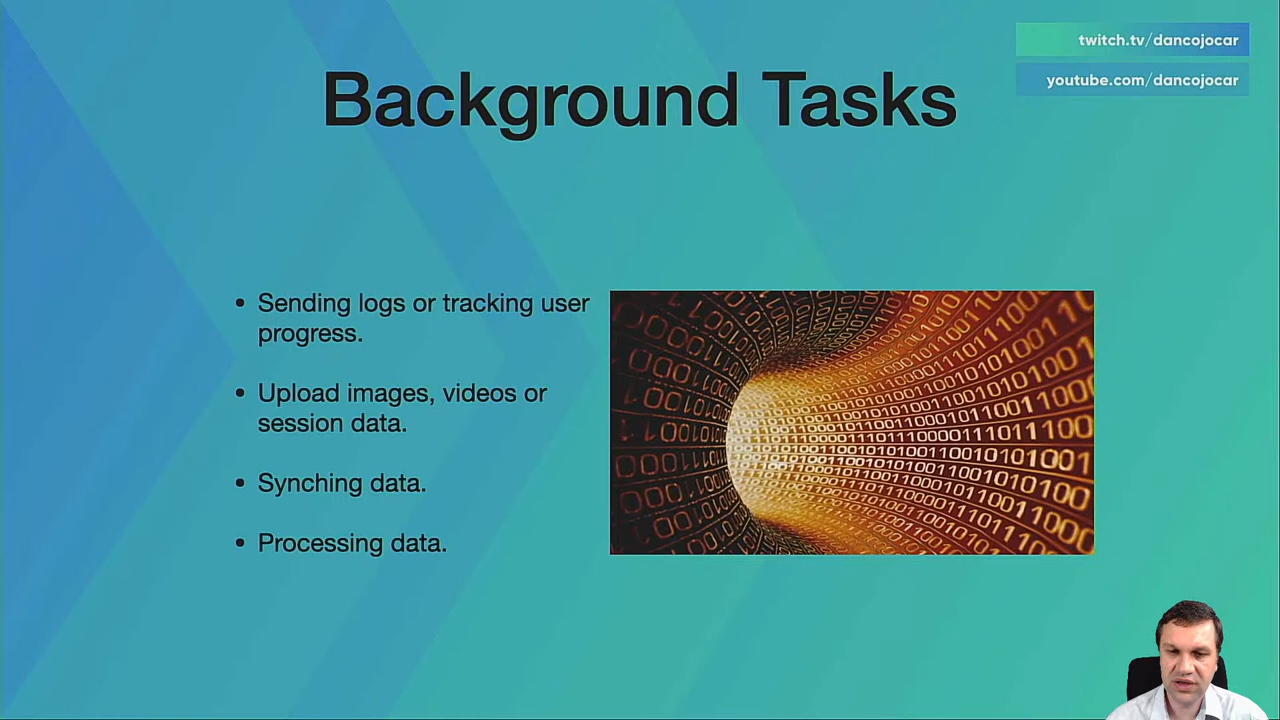 twitch.tv/dancojocar
youtube.com/dancojocar
Background Tasks
• Sending logs or tracking user
progress.
• Upload images, videos or
session data.
• Synching data.
• Processing data.